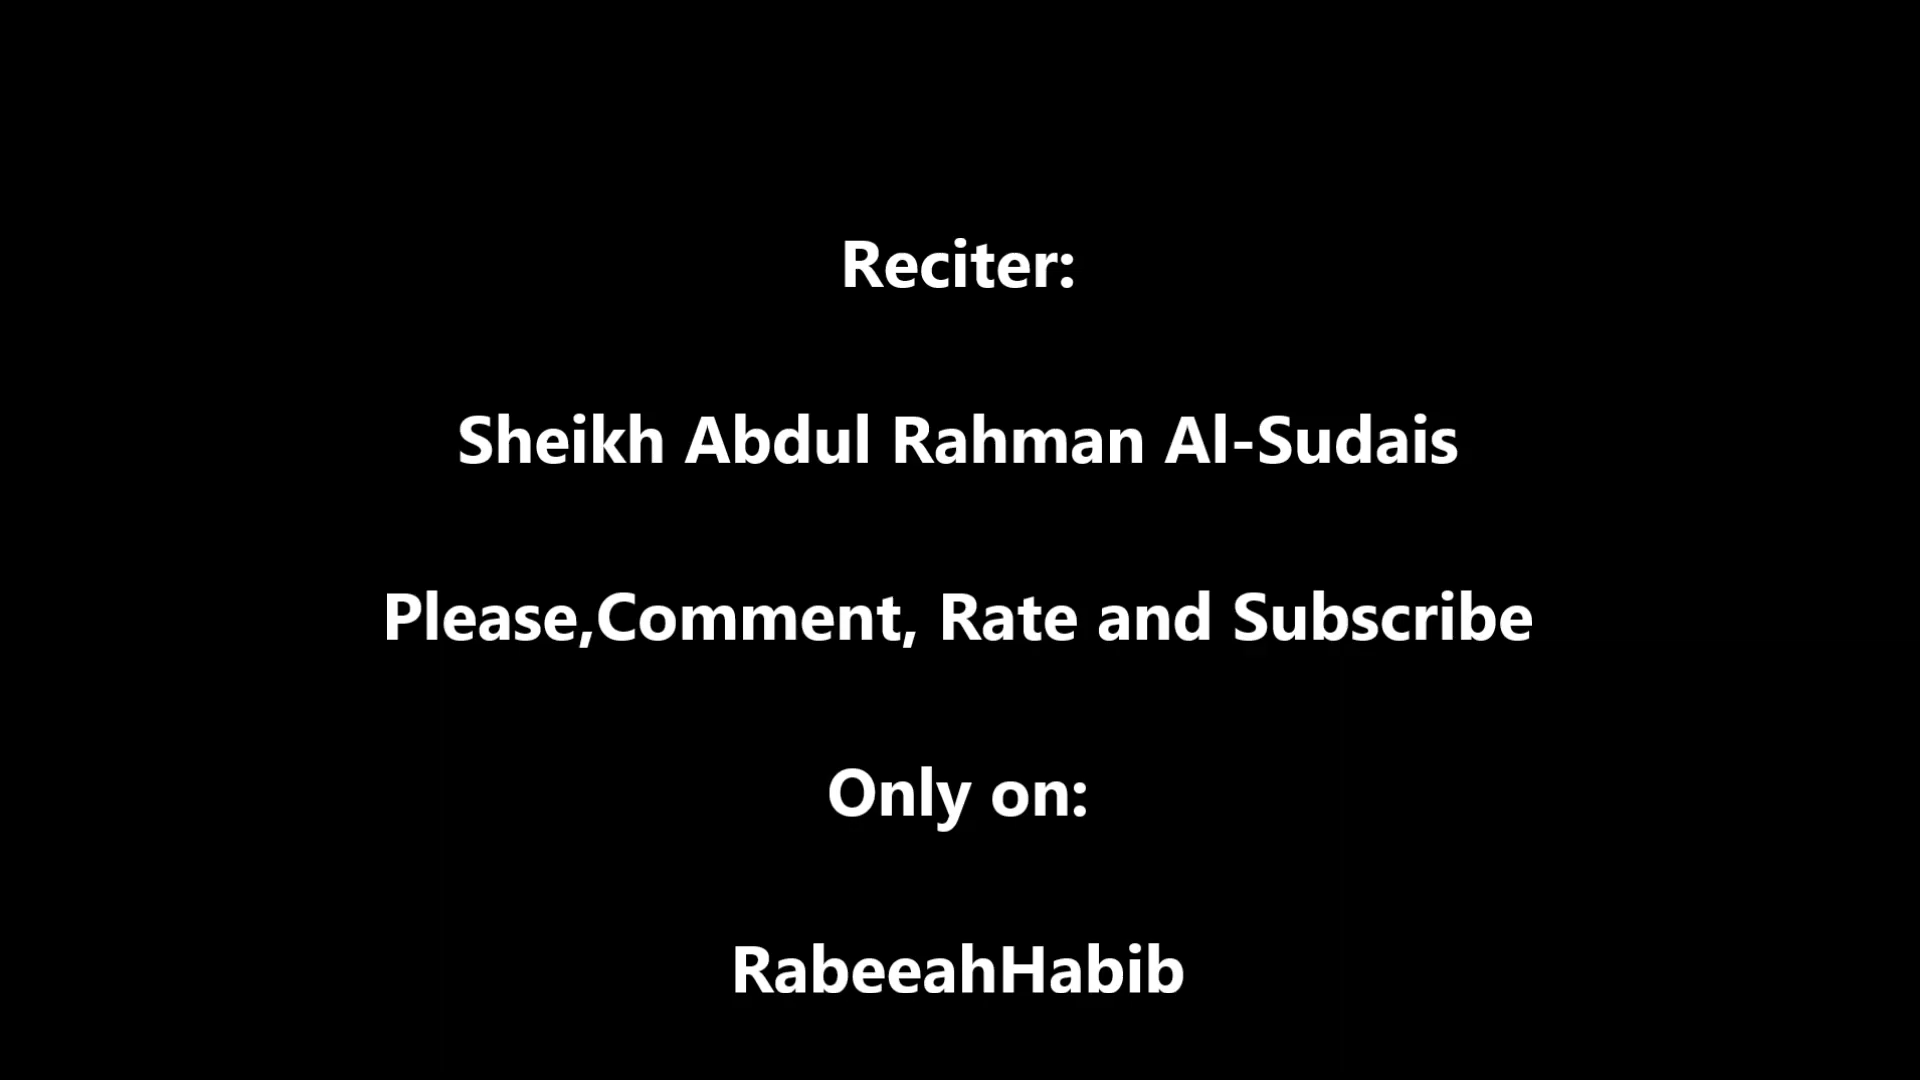 Reciter:
Sheikh Abdul Rahman Al-Sudais
Please,Comment, Rate and Subscribe
Only on:
RabeeahHabib